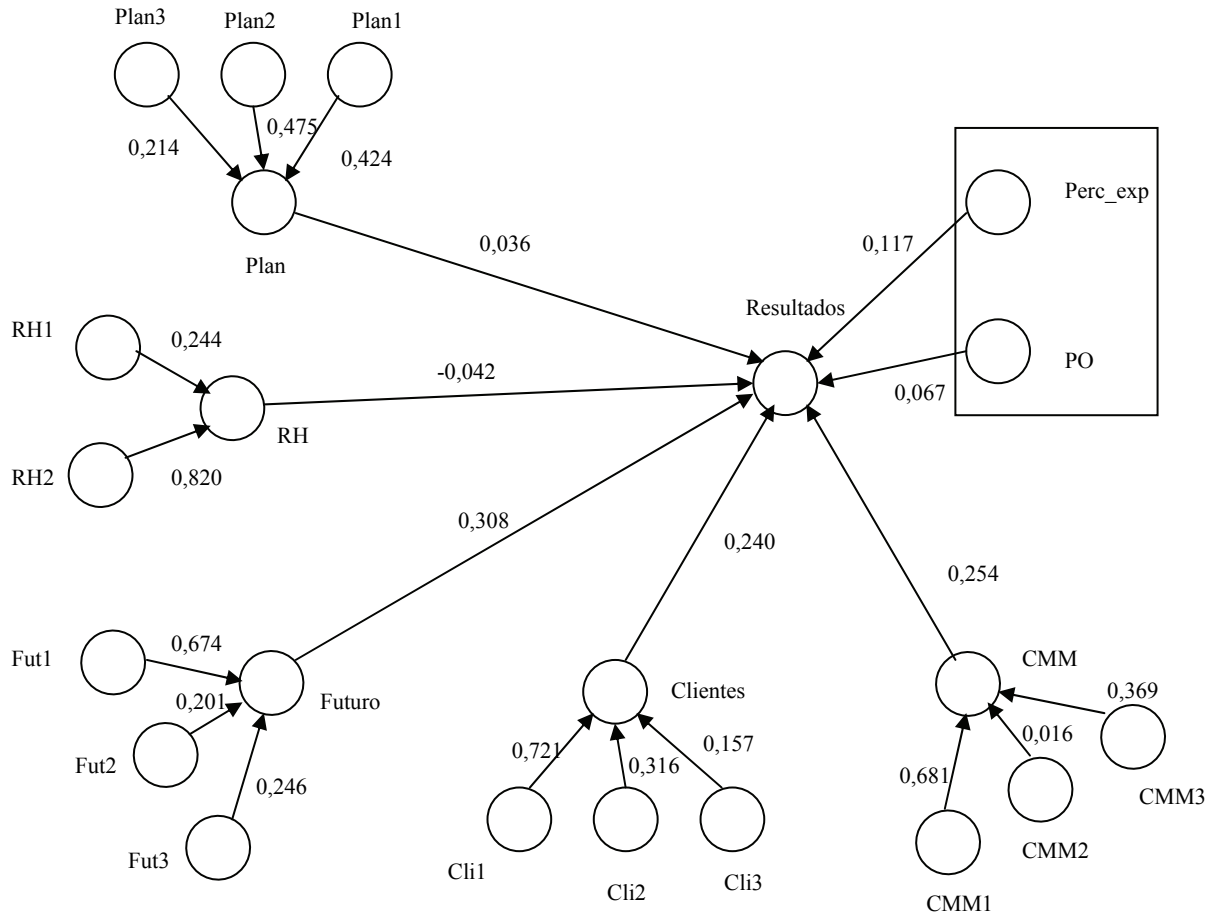 Plan3
Plan2
Plan1
0,214
0,475
0,424
Plan
0,036
Perc_exp
0,117
Resultados
PO
0,067
RH1
0,244
-0,042
RH
RH2
0,820
0,308
0,240
0,254
Fut1
0,674
Futuro
0,201
Fut2
0,246
Fut3
Clientes
0,721
0,316
0,157
Cli1
Cli2
Cli3
CMM
0,369
0,016
0,681
CMM3
CMM2
CMM1